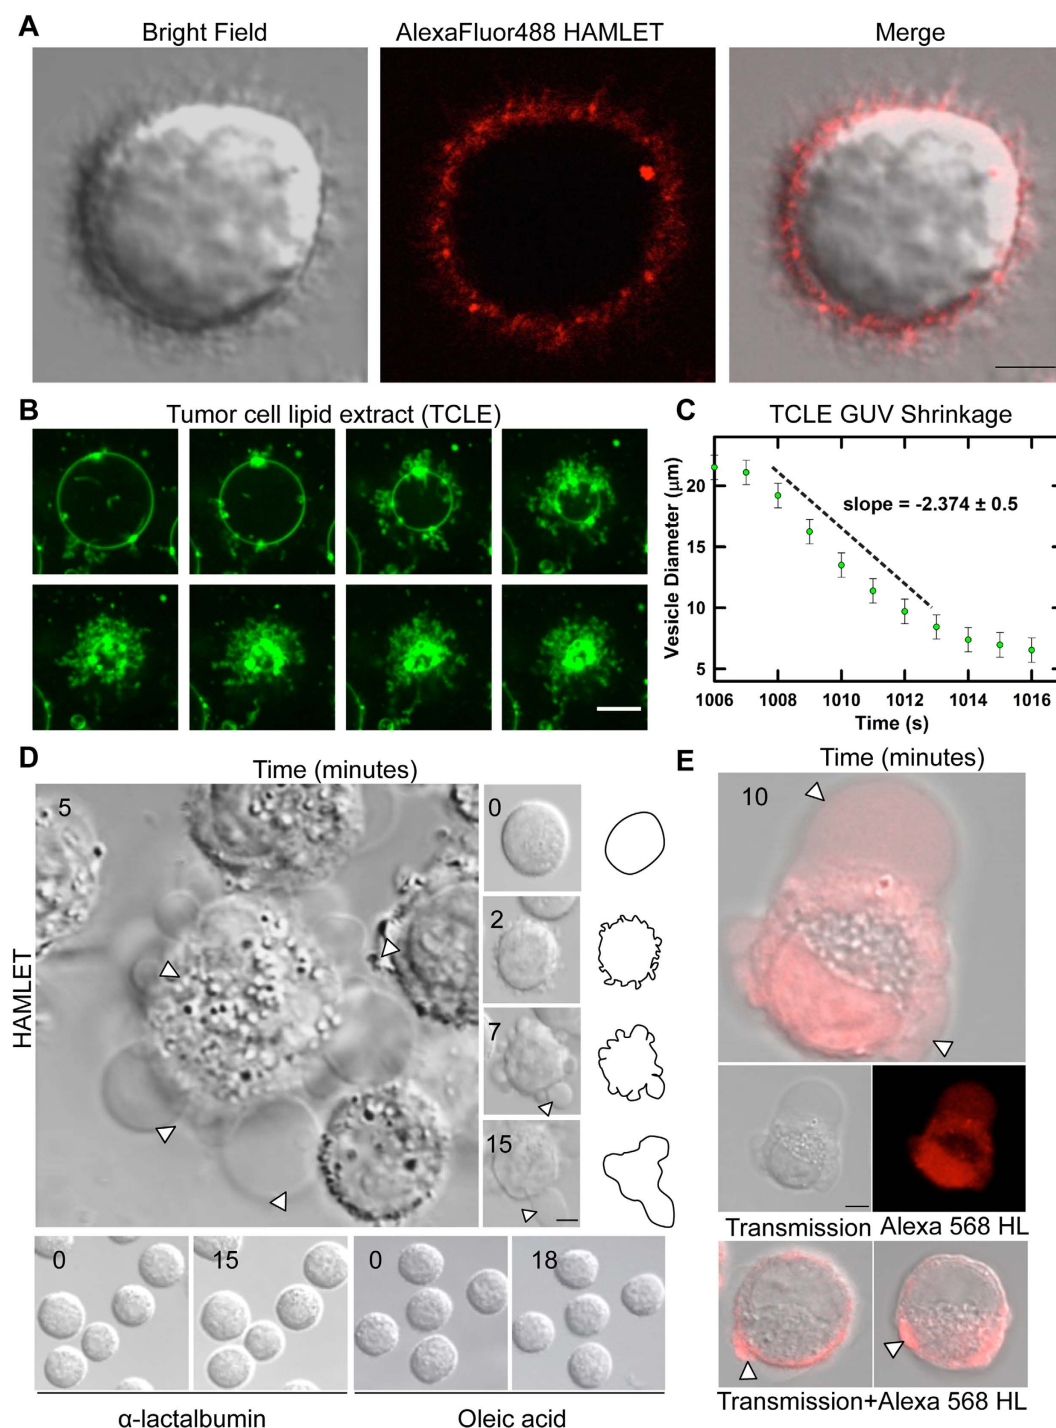 A
Bright Field
AlexaFluor488 HAMLET
Merge
B
Tumor cell lipid extract (TCLE)
C
TCLE GUV Shrinkage
Vesicle Diameter (µm)
20
15
10
5
slope = -2.374 ± 0.5
1006
1008
1010
1012
1014
1016
Time (s)
D
Time (minutes)
HAMLET
5
0
2
7
15
0
15
0
18
α-lactalbumin
Oleic acid
E
Time (minutes)
10
Transmission
Alexa 568 HL
Transmission+Alexa 568 HL